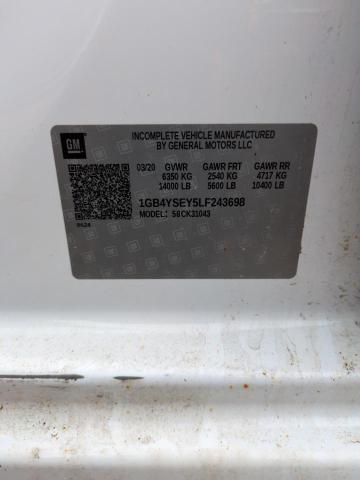 INCOMPLETE VEHICLE MANUFACTURED
BY GENERAL MOTORS LLC
GM
03/20 GVWR GAWR FRT GAWR RR
6350 KG 2540 KG 4717 KG
14000 LB 5600 LB 10400 LB
1GB4YSEY5LF243698
MODEL: 58CK31043